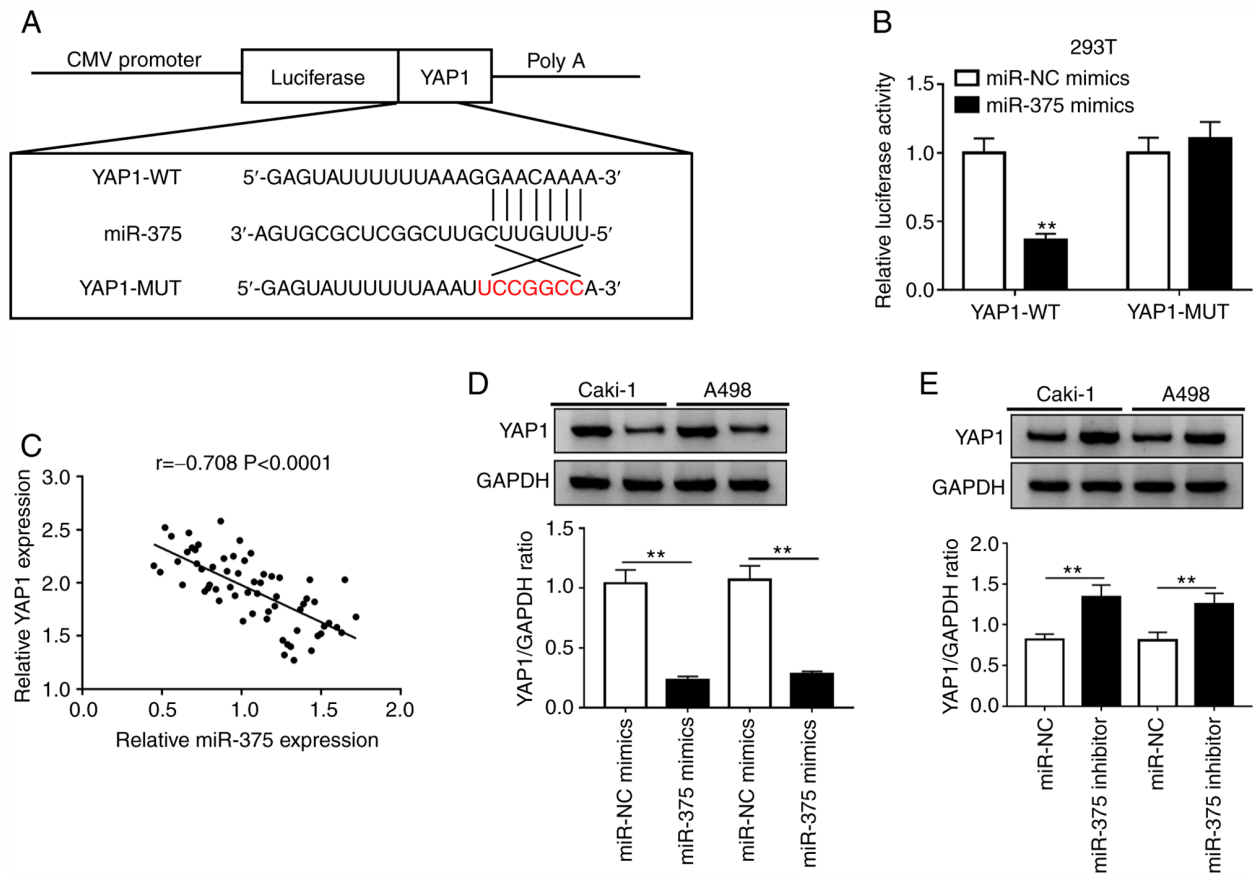 A
CMV promoter
Luciferase
YAP1
Poly A
YAP1-WT
5′-GAGUAUUUUUUAAAGGAACAAAA-3′
miR-375
3′-AGUGCGCUCGGCUUGCUUGUUU-5′
YAP1-MUT
5′-GAGUAUUUUUUAAAUUCCGGCCA-3′
B
293T
miR-NC mimics
miR-375 mimics
Relative luciferase activity
1.5
1.0
0.5
0.0
**
YAP1-WT
YAP1-MUT
C
r=−0.708 P<0.0001
Relative YAP1 expression
3.0
2.5
2.0
1.5
1.0
0.0
0.5
1.0
1.5
2.0
Relative miR-375 expression
D
Caki-1
A498
YAP1
GAPDH
YAP1/GAPDH ratio
1.5
1.0
0.5
0.0
**
**
miR-NC mimics
miR-375 mimics
miR-NC mimics
miR-375 mimics
E
Caki-1
A498
YAP1
GAPDH
YAP1/GAPDH ratio
2.0
1.5
1.0
0.5
0.0
**
**
miR-NC
miR-375 inhibitor
miR-NC
miR-375 inhibitor